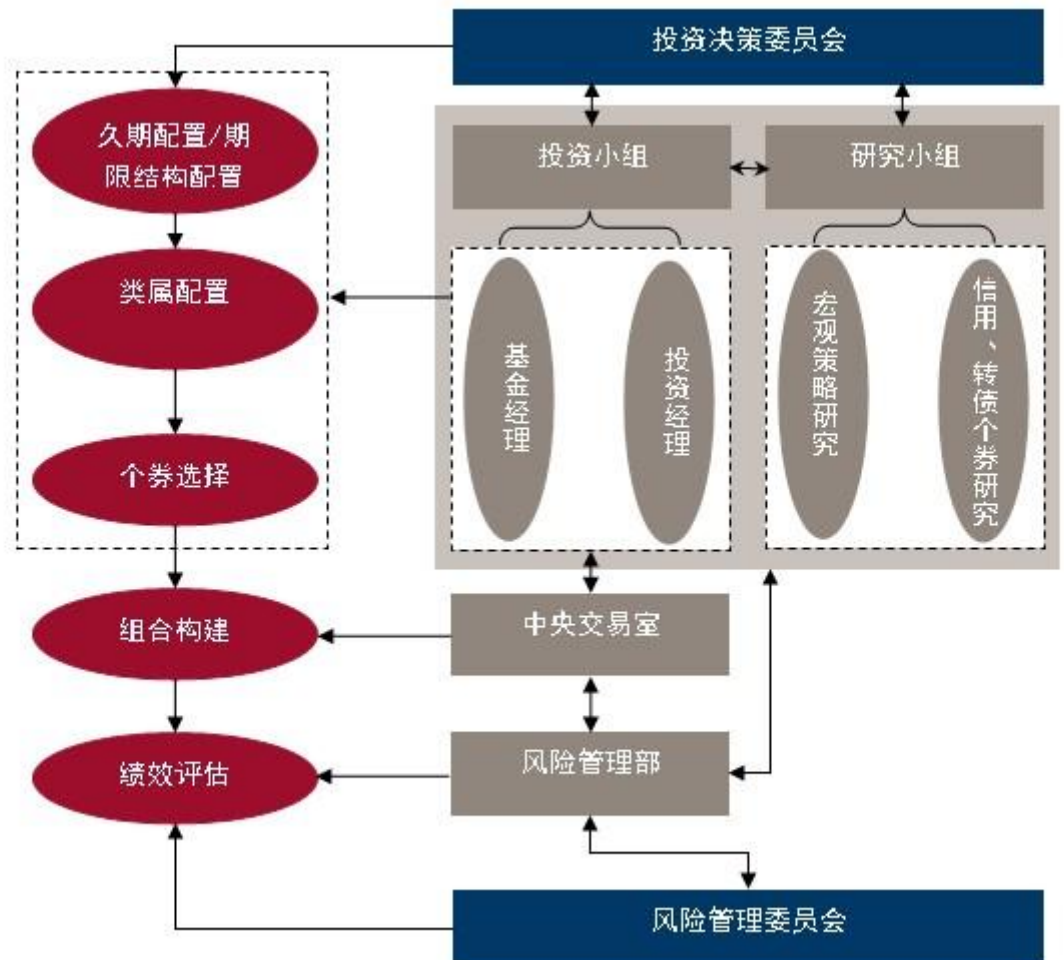 投资决策委员会
久期配置/期
限结构配置
投资小组
研究小组
类属配置
基金经理
投资经理
宏观策略研究
信用、转债个券研究
个券选择
组合构建
中央交易室
绩效评估
风险管理部
风险管理委员会